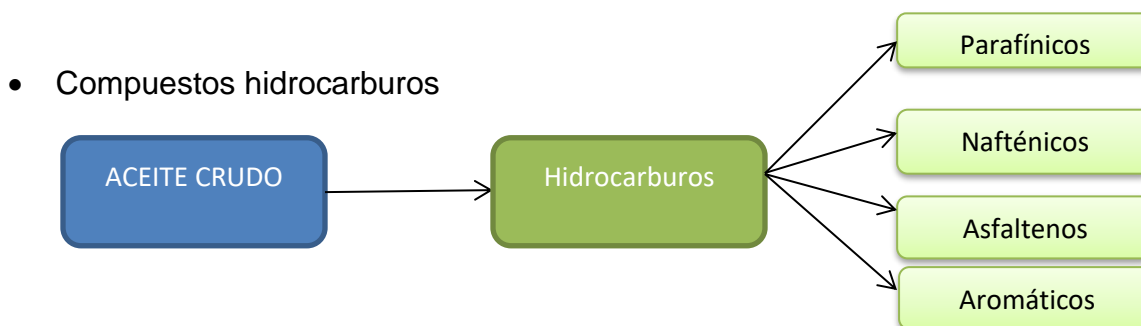 • Compuestos hidrocarburos
ACEITE CRUDO
Hidrocarburos
Parafínicos
Nafténicos
Asfaltenos
Aromáticos